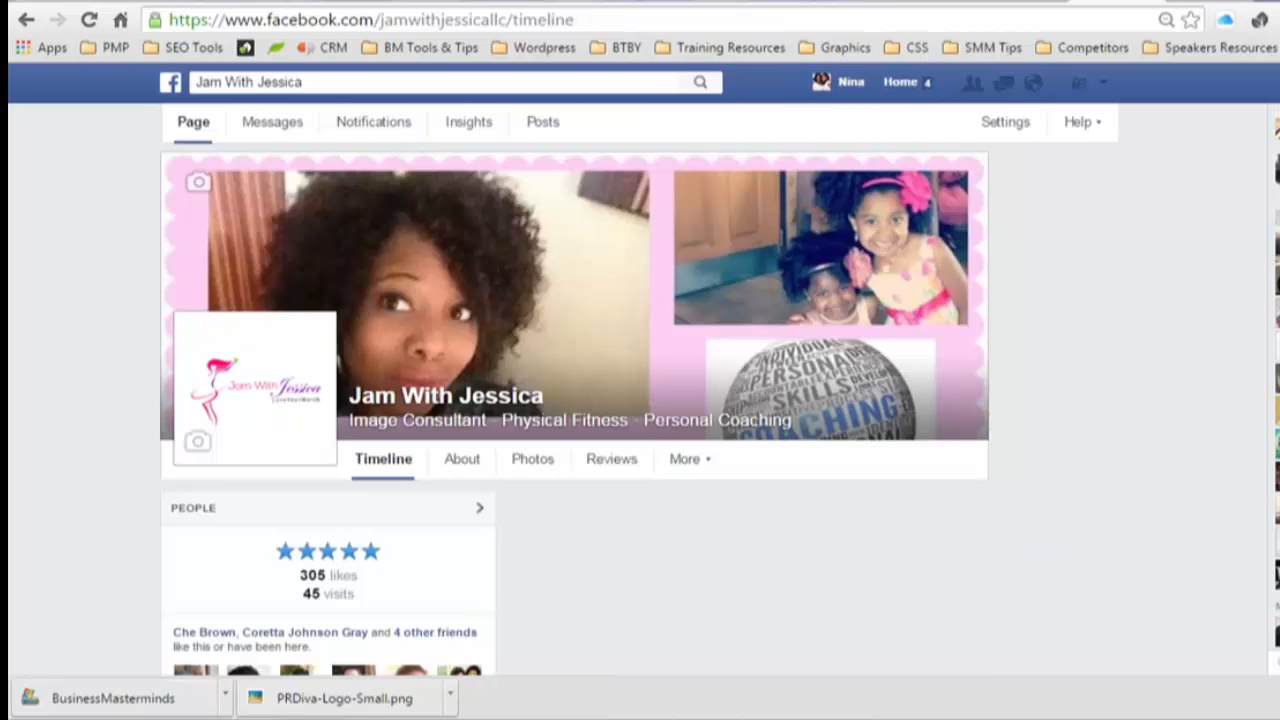 https://www.facebook.com/jamwithjessicallc/timeline
Apps PMP SEO Tools CRM BM Tools & Tips Wordpress BTBY Training Resources Graphics CSS SMM Tips Competitors Speakers Resources
Jam With Jessica Nina Home 4
Page Messages Notifications Insights Posts Settings Help
INDIVIDUAL
PERSONAL
SKILLS
COACHING
Jam With Jessica
Jam With Jessica
Image Consultant · Physical Fitness · Personal Coaching
Timeline About Photos Reviews More
PEOPLE
305 likes
45 visits
Che Brown, Coretta Johnson Gray and 4 other friends
like this or have been here.
BusinessMasterminds PRDiva-Logo-Small.png